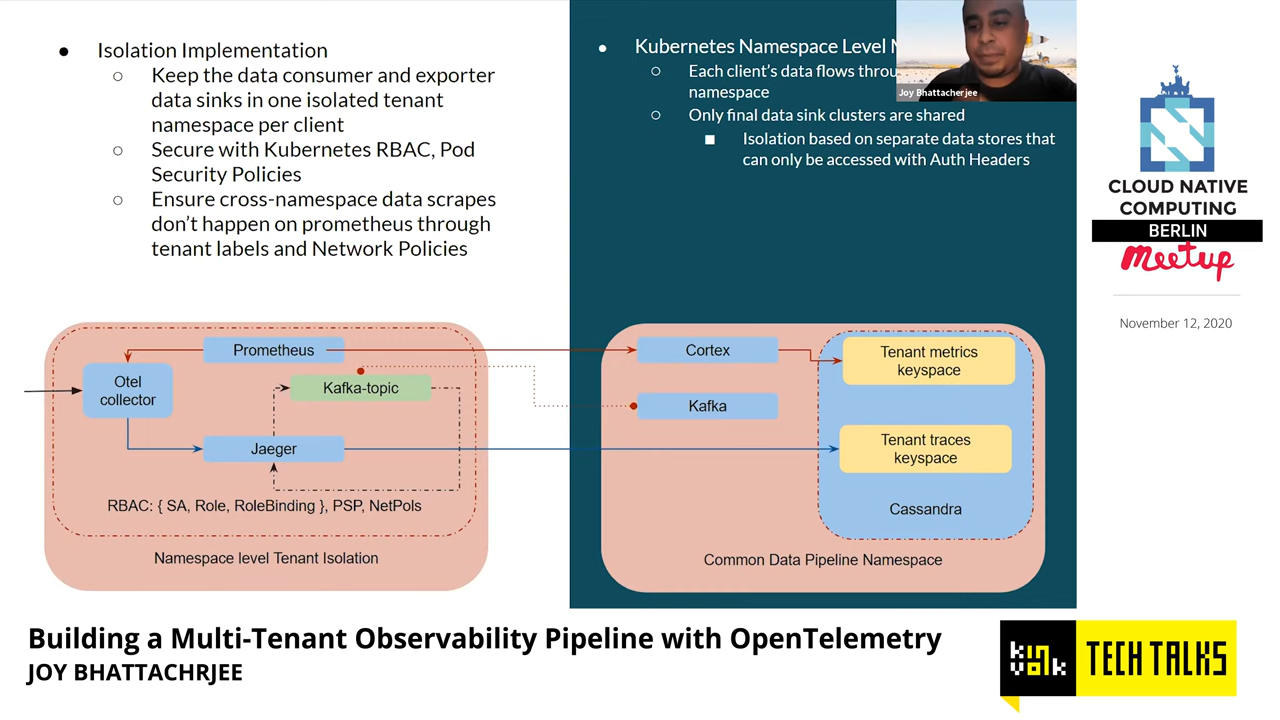 ● Isolation Implementation
○ Keep the data consumer and exporter
data sinks in one isolated tenant
namespace per client
○ Secure with Kubernetes RBAC, Pod
Security Policies
○ Ensure cross-namespace data scrapes
don't happen on prometheus through
tenant labels and Network Policies
● Kubernetes Namespace Level
○ Each client's data flows
namespace
○ Only final data sink clusters are shared
■ Isolation based on separate data stores that
can only be accessed with Auth Headers
Joy Bhattacherjee
CLOUD NATIVE
COMPUTING
BERLIN
meetup
November 12, 2020
Prometheus
Otel
collector
Kafka-topic
Jaeger
RBAC: { SA, Role, RoleBinding }, PSP, NetPols
Namespace level Tenant Isolation
Cortex
Kafka
Tenant metrics
keyspace
Tenant traces
keyspace
Cassandra
Common Data Pipeline Namespace
Building a Multi-Tenant Observability Pipeline with OpenTelemetry
JOY BHATTACHRJEE
kinvolk
TECH TALKS